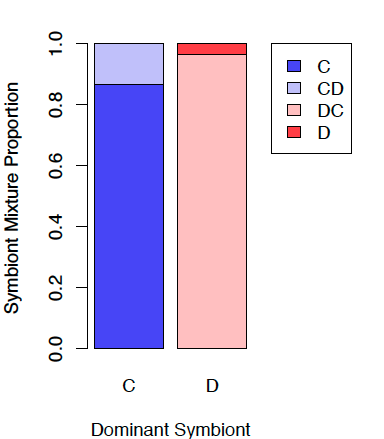 Symbiont Mixture Proportion
1.0
0.8
0.6
0.4
0.2
0.0
C
CD
DC
D
C D
Dominant Symbiont